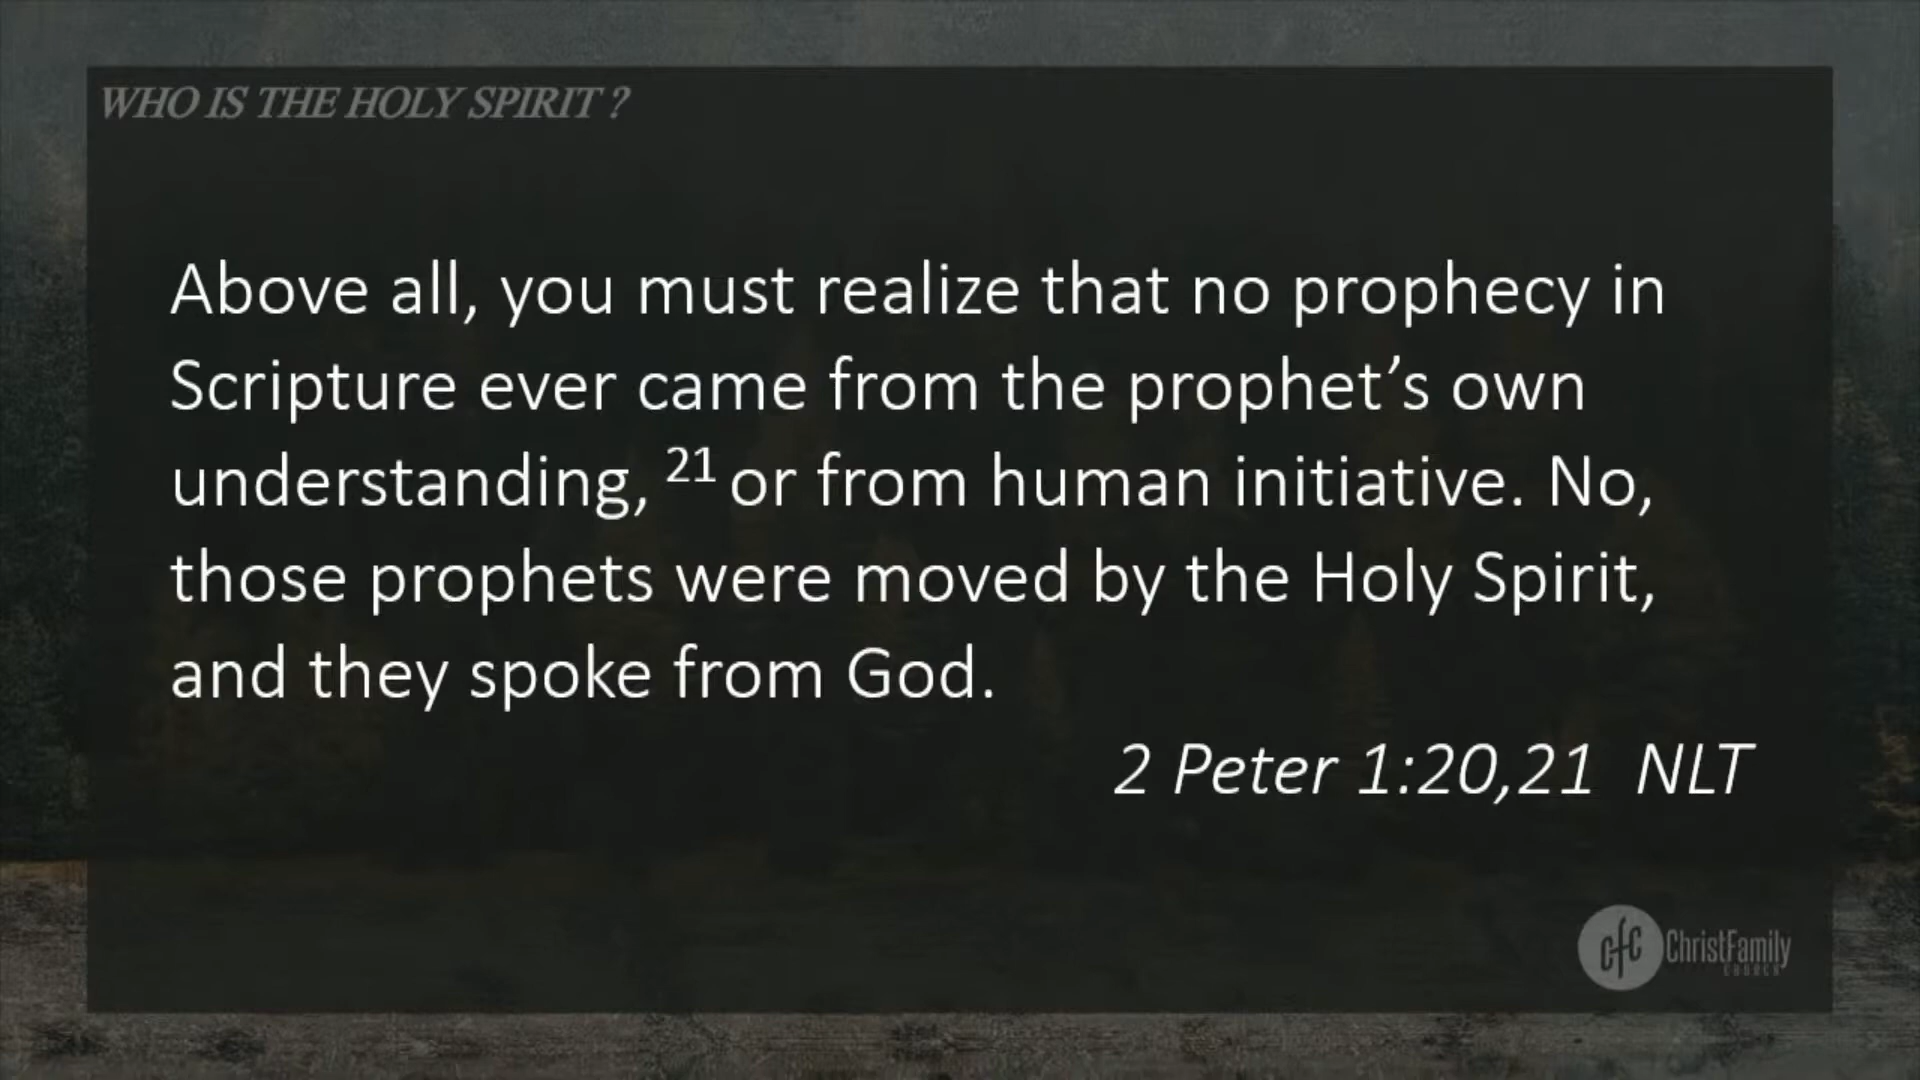 WHO IS THE HOLY SPIRIT ?
Above all, you must realize that no prophecy in
Scripture ever came from the prophet’s own
understanding, 21 or from human initiative. No,
those prophets were moved by the Holy Spirit,
and they spoke from God.
2 Peter 1:20,21 NLT
cfc ChristFamily
CHURCH